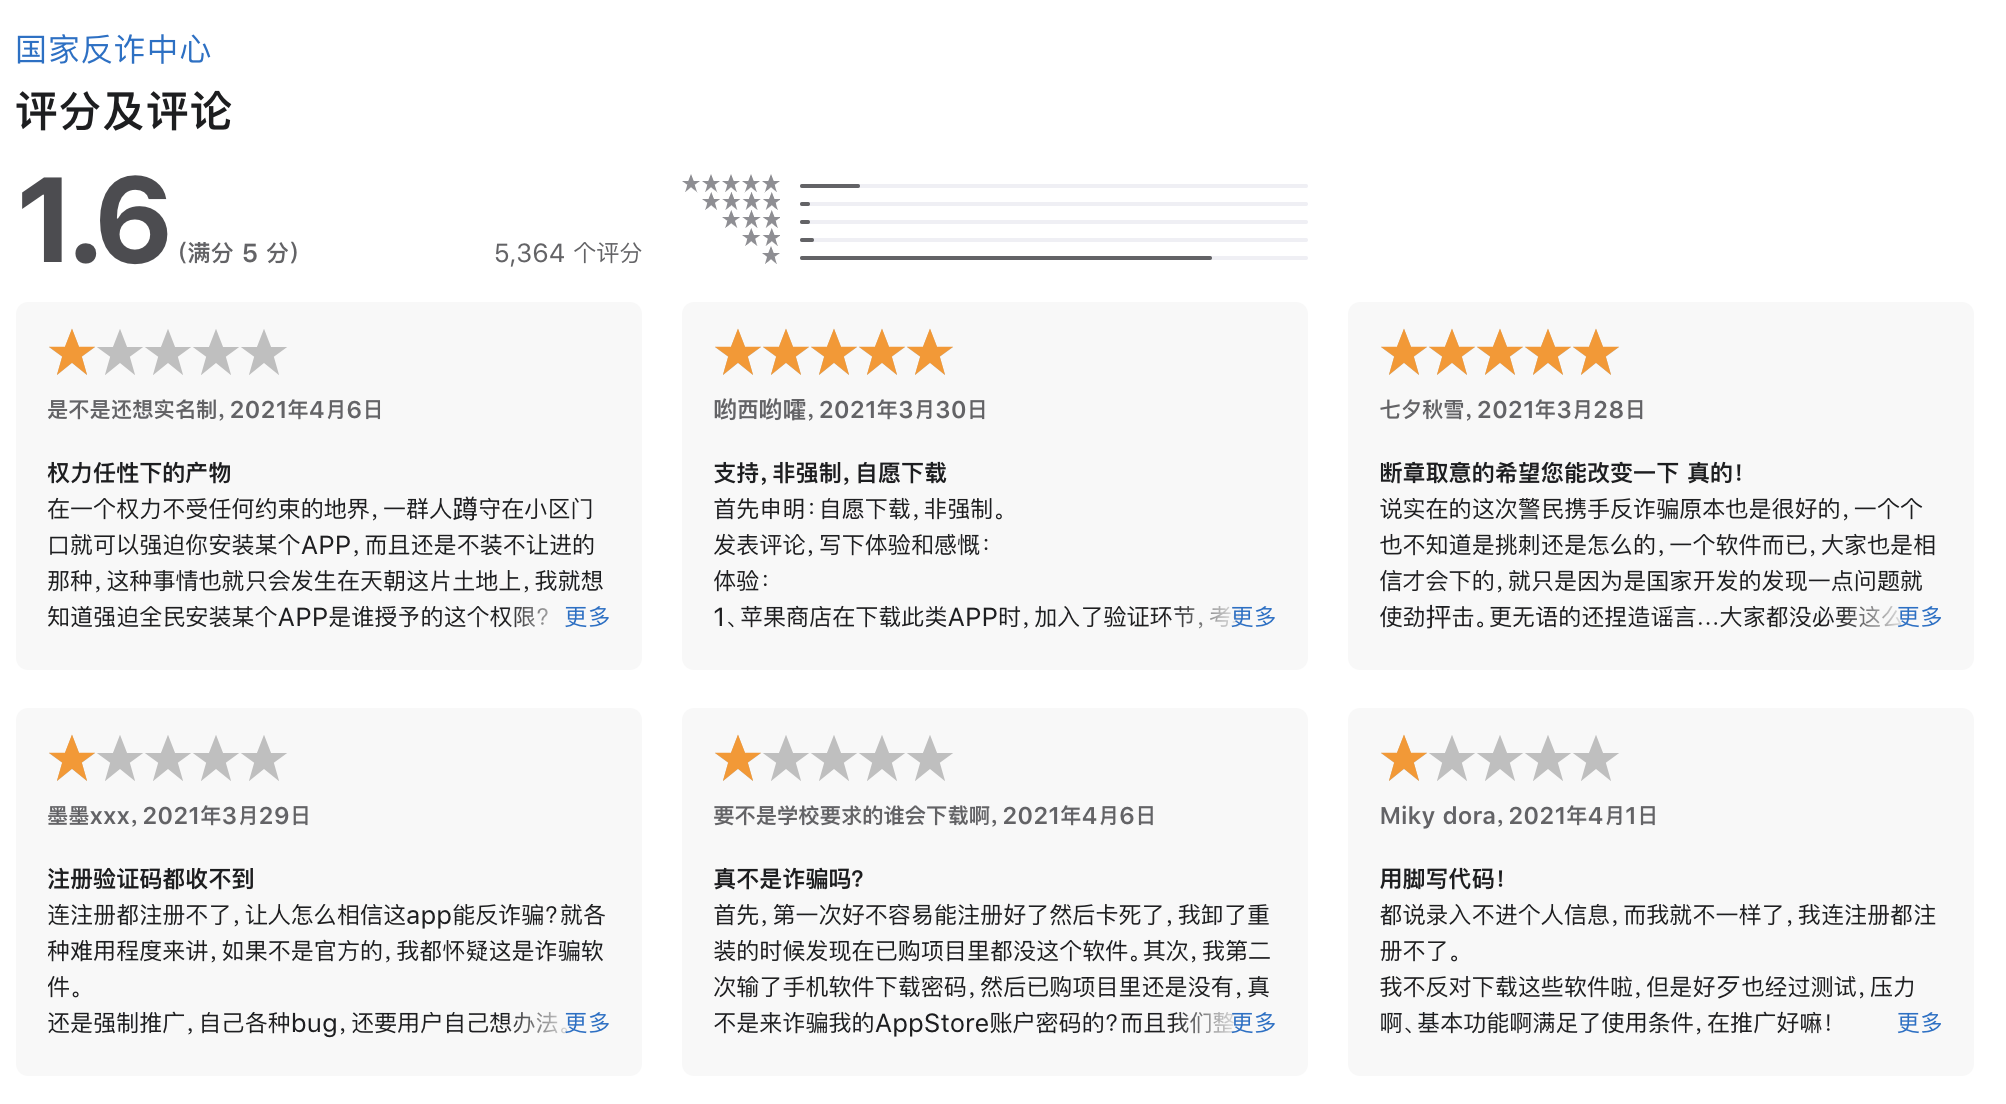 国家反诈中心
评分及评论
1.6 (满分 5 分)
5,364 个评分
是不是还想实名制, 2021年4月6日
权力任性下的产物
在一个权力不受任何约束的地界,一群人蹲守在小区门
口就可以强迫你安装某个APP,而且还是不装不让进的
那种,这种事情也就只会发生在天朝这片土地上,我就想
知道强迫全民安装某个APP是谁授予的这个权限? 更多
哟西哟嚯, 2021年3月30日
支持,非强制,自愿下载
首先申明:自愿下载,非强制。
发表评论,写下体验和感慨:
体验:
1、苹果商店在下载此类APP时,加入了验证环节,考更多
七夕秋雪, 2021年3月28日
断章取意的希望您能改变一下 真的!
说实在的这次警民携手反诈骗原本也是很好的,一个个
也不知道是挑刺还是怎么的,一个软件而已,大家也是相
信才会下的,就只是因为是国家开发的发现一点问题就
使劲抨击。更无语的还捏造谣言...大家都没必要这么更多
墨墨xxx, 2021年3月29日
注册验证码都收不到
连注册都注册不了,让人怎么相信这app能反诈骗?就各
种难用程度来讲,如果不是官方的,我都怀疑这是诈骗软
件。
还是强制推广,自己各种bug,还要用户自己想办法。更多
要不是学校要求的谁会下载啊, 2021年4月6日
真不是诈骗吗?
首先,第一次好不容易能注册好了然后卡死了,我卸了重
装的时候发现在已购项目里都没这个软件。其次,我第二
次输了手机软件下载密码,然后已购项目里还是没有,真
不是来诈骗我的AppStore账户密码的?而且我们整更多
Miky dora, 2021年4月1日
用脚写代码!
都说录入不进个人信息,而我就不一样了,我连注册都注
册不了。
我不反对下载这些软件啦,但是好歹也经过测试,压力
啊、基本功能啊满足了使用条件,在推广好嘛! 更多